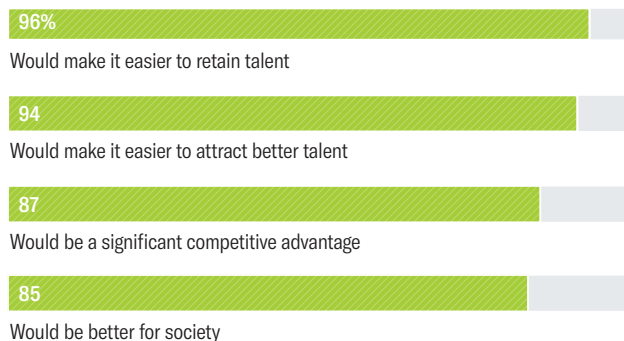 96%
Would make it easier to retain talent
94
Would make it easier to attract better talent
87
Would be a significant competitive advantage
85
Would be better for society